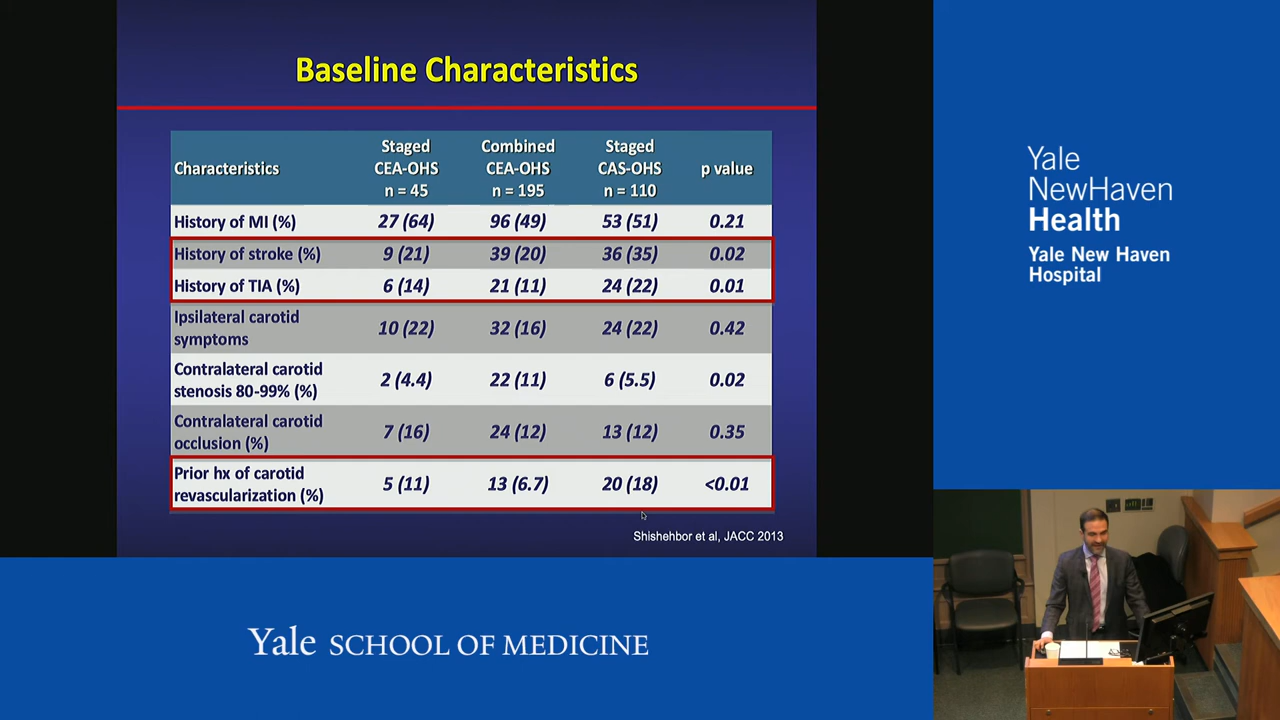 Baseline Characteristics
Characteristics
Staged
CEA-OHS
n = 45
Combined
CEA-OHS
n = 195
Staged
CAS-OHS
n = 110
p value
History of MI (%) 27 (64) 96 (49) 53 (51) 0.21
History of stroke (%) 9 (21) 39 (20) 36 (35) 0.02
History of TIA (%) 6 (14) 21 (11) 24 (22) 0.01
Ipsilateral carotid
symptoms 10 (22) 32 (16) 24 (22) 0.42
Contralateral carotid
stenosis 80-99% (%) 2 (4.4) 22 (11) 6 (5.5) 0.02
Contralateral carotid
occlusion (%) 7 (16) 24 (12) 13 (12) 0.35
Prior hx of carotid
revascularization (%) 5 (11) 13 (6.7) 20 (18) <0.01
Shishehbor et al, JACC 2013
Yale
NewHaven
Health
Yale New Haven
Hospital
Yale SCHOOL OF MEDICINE